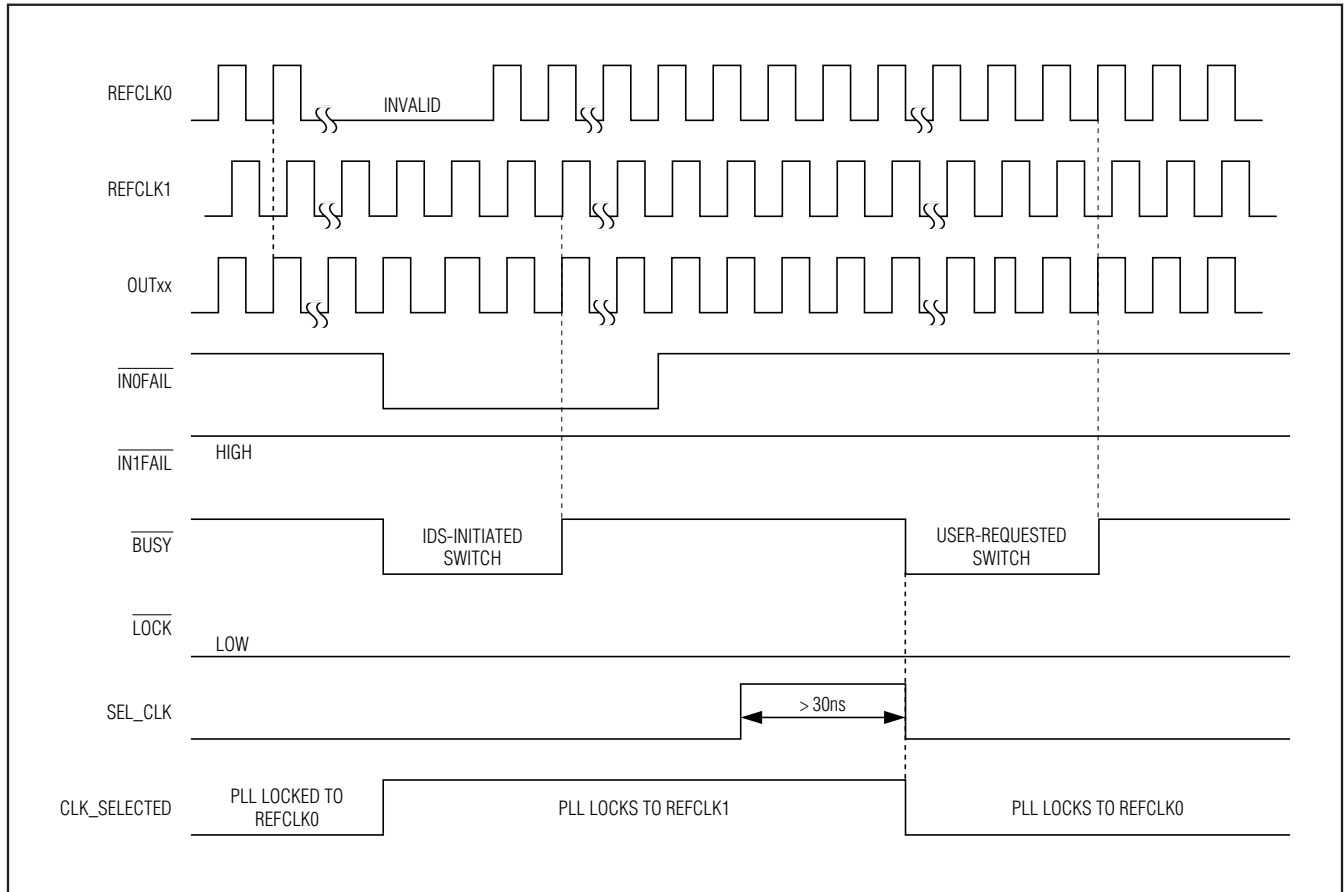 REFCLK0
INVALID
REFCLK1
OUTxx
IN0FAIL
IN1FAIL
HIGH
BUSY
IDS-INITIATED
SWITCH
USER-REQUESTED
SWITCH
LOCK
LOW
SEL_CLK
> 30ns
CLK_SELECTED
PLL LOCKED TO
REFCLK0
PLL LOCKS TO REFCLK1
PLL LOCKS TO REFCLK0